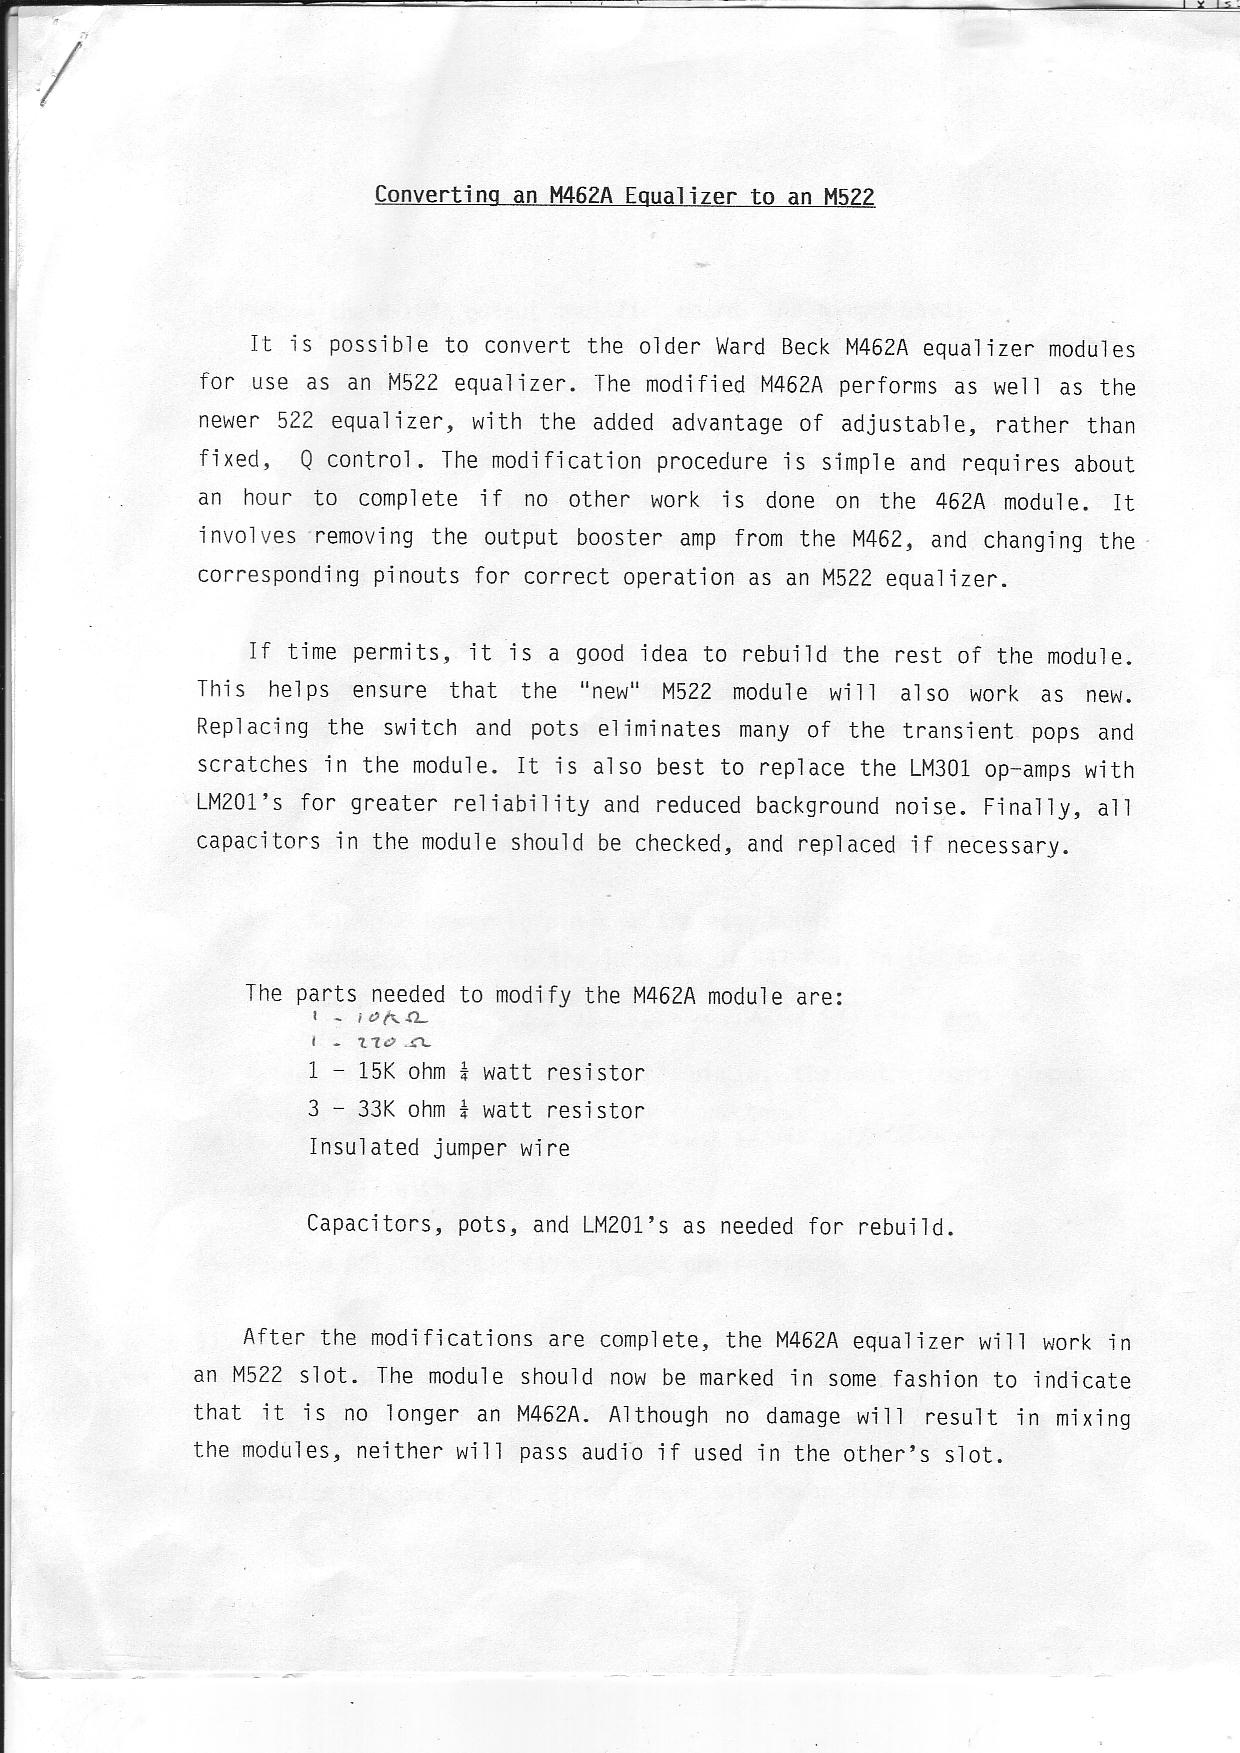 Converting an M462A Equalizer to an M522
It is possible to convert the older Ward Beck M462A equalizer modules
for use as an M522 equalizer. The modified M462A performs as well as the
newer 522 equalizer, with the added advantage of adjustable, rather than
fixed, Q control. The modification procedure is simple and requires about
an hour to complete if no other work is done on the 462A module. It
involves removing the output booster amp from the M462, and changing the
corresponding pinouts for correct operation as an M522 equalizer.
If time permits, it is a good idea to rebuild the rest of the module.
This helps ensure that the "new" M522 module will also work as new.
Replacing the switch and pots eliminates many of the transient pops and
scratches in the module. It is also best to replace the LM301 op-amps with
LM201's for greater reliability and reduced background noise. Finally, all
capacitors in the module should be checked, and replaced if necessary.
The parts needed to modify the M462A module are:
1 - 10KΩ
1 - 220 Ω
1 - 15K ohm ¼ watt resistor
3 - 33K ohm ¼ watt resistor
Insulated jumper wire
Capacitors, pots, and LM201's as needed for rebuild.
After the modifications are complete, the M462A equalizer will work in
an M522 slot. The module should now be marked in some fashion to indicate
that it is no longer an M462A. Although no damage will result in mixing
the modules, neither will pass audio if used in the other's slot.